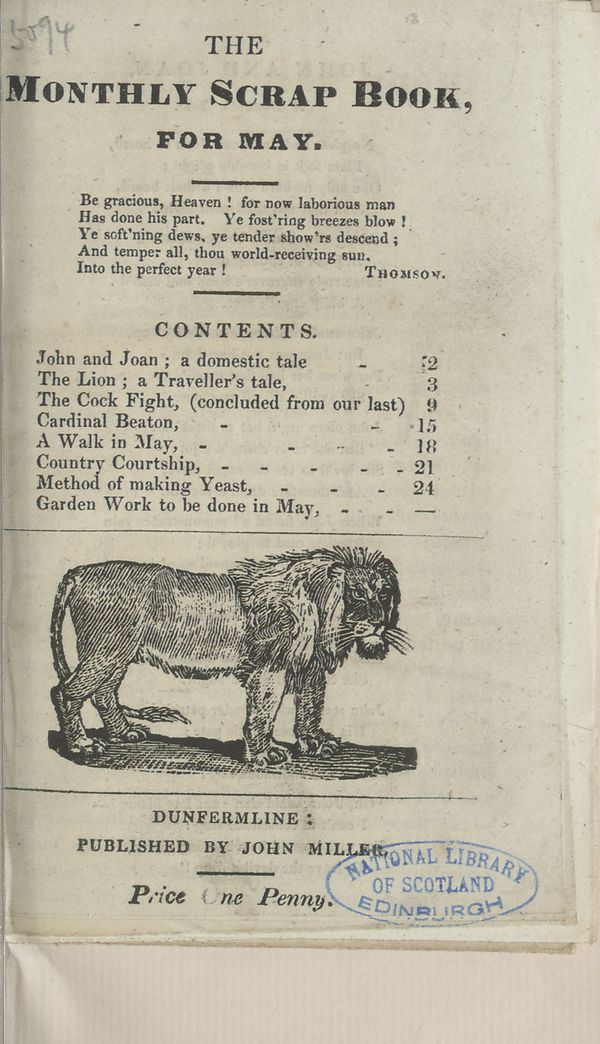 5094
THE
MONTHLY SCRAP BOOK,
FOR MAY.
Be gracious, Heaven ! for now laborious man
Has done his part. Ye fost'ring breezes blow !
Ye soft'ning dews, ye tender show'rs descend ;
And temper all, thou world-receiving sun.
Into the perfect year ! THOMSON.
CONTENTS.
John and Joan ; a domestic tale - 2
The Lion ; a Traveller's tale, - 3
The Cock Fight, (concluded from our last) 9
Cardinal Beaton, - - 15
A Walk in May, - - - - 18
Country Courtship, - - - - - 21
Method of making Yeast, - - - 24
Garden Work to be done in May, - - —
DUNFERMLINE :
PUBLISHED BY JOHN MILLER,
Price One Penny.
NATIONAL LIBRARY
OF SCOTLAND
EDINBURGH